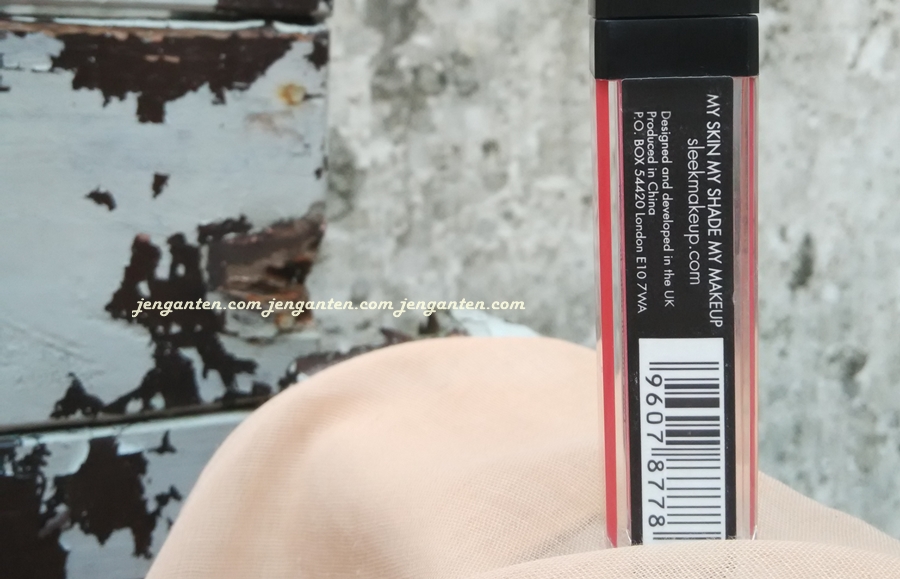 MY SKIN MY SHADE MY MAKEUP
sleekmakeup.com
Designed and developed in the UK
Produced in China
P.O. BOX 54420 London E10 7WA
96078778
jenganten.com jenganten.com jenganten.com